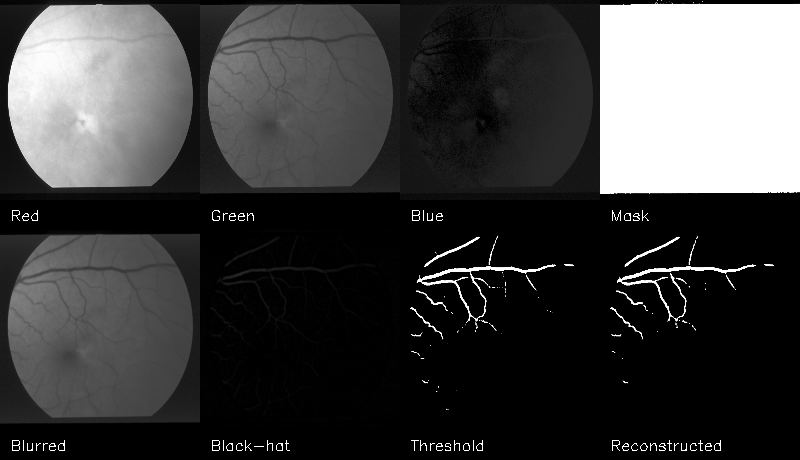 Red
Green
Blue
Mask
Blurred
Black-hat
Threshold
Reconstructed